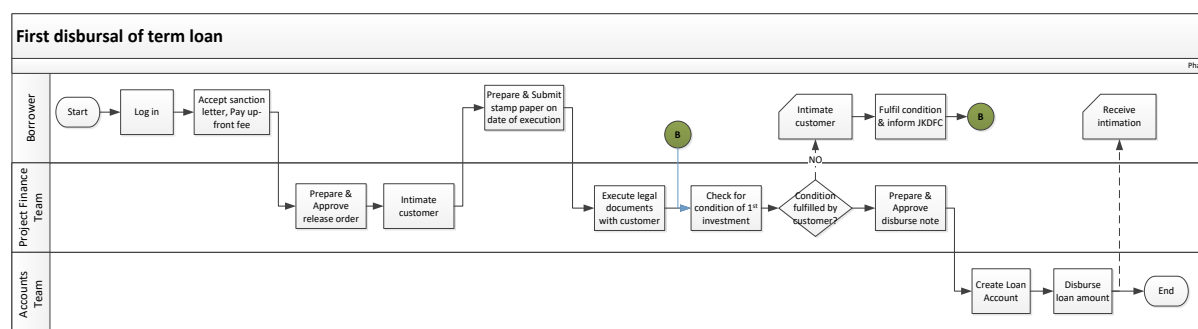 First disbursal of term loan
Pha
Borrower
Start
Log in
Accept sanction
letter, Pay up-
front fee
Prepare & Submit
stamp paper on
date of execution
B
Intimate
customer
Fulfil condition
& inform JKDFC
B
Receive
intimation
NO
Project Finance
Team
Prepare &
Approve
release order
Intimate
customer
Execute legal
documents
with customer
Check for
condition of 1st
investment
Condition
fulfilled by
customer?
Prepare &
Approve
disburse note
Accounts
Team
Create Loan
Account
Disburse
loan amount
End